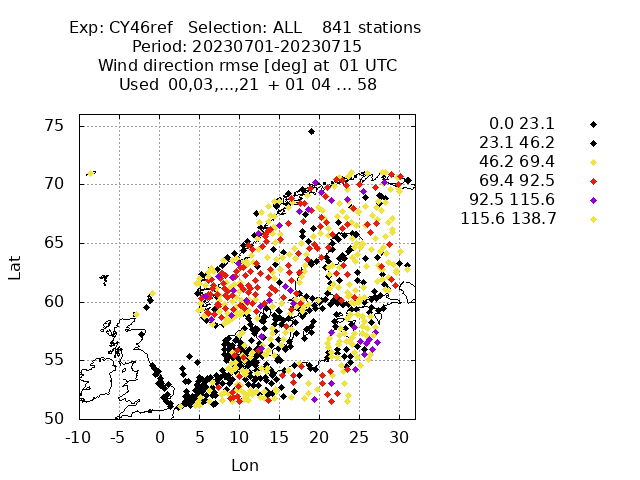 Exp: CY46ref   Selection: ALL    841 stations
Period: 20230701-20230715
Wind direction rmse [deg] at  01 UTC
Used  00,03,...,21  + 01 04 ... 58
0.0 23.1
23.1 46.2
46.2 69.4
69.4 92.5
92.5 115.6
115.6 138.7
75
70
65
60
55
50
Lat
-10 -5 0 5 10 15 20 25 30
Lon